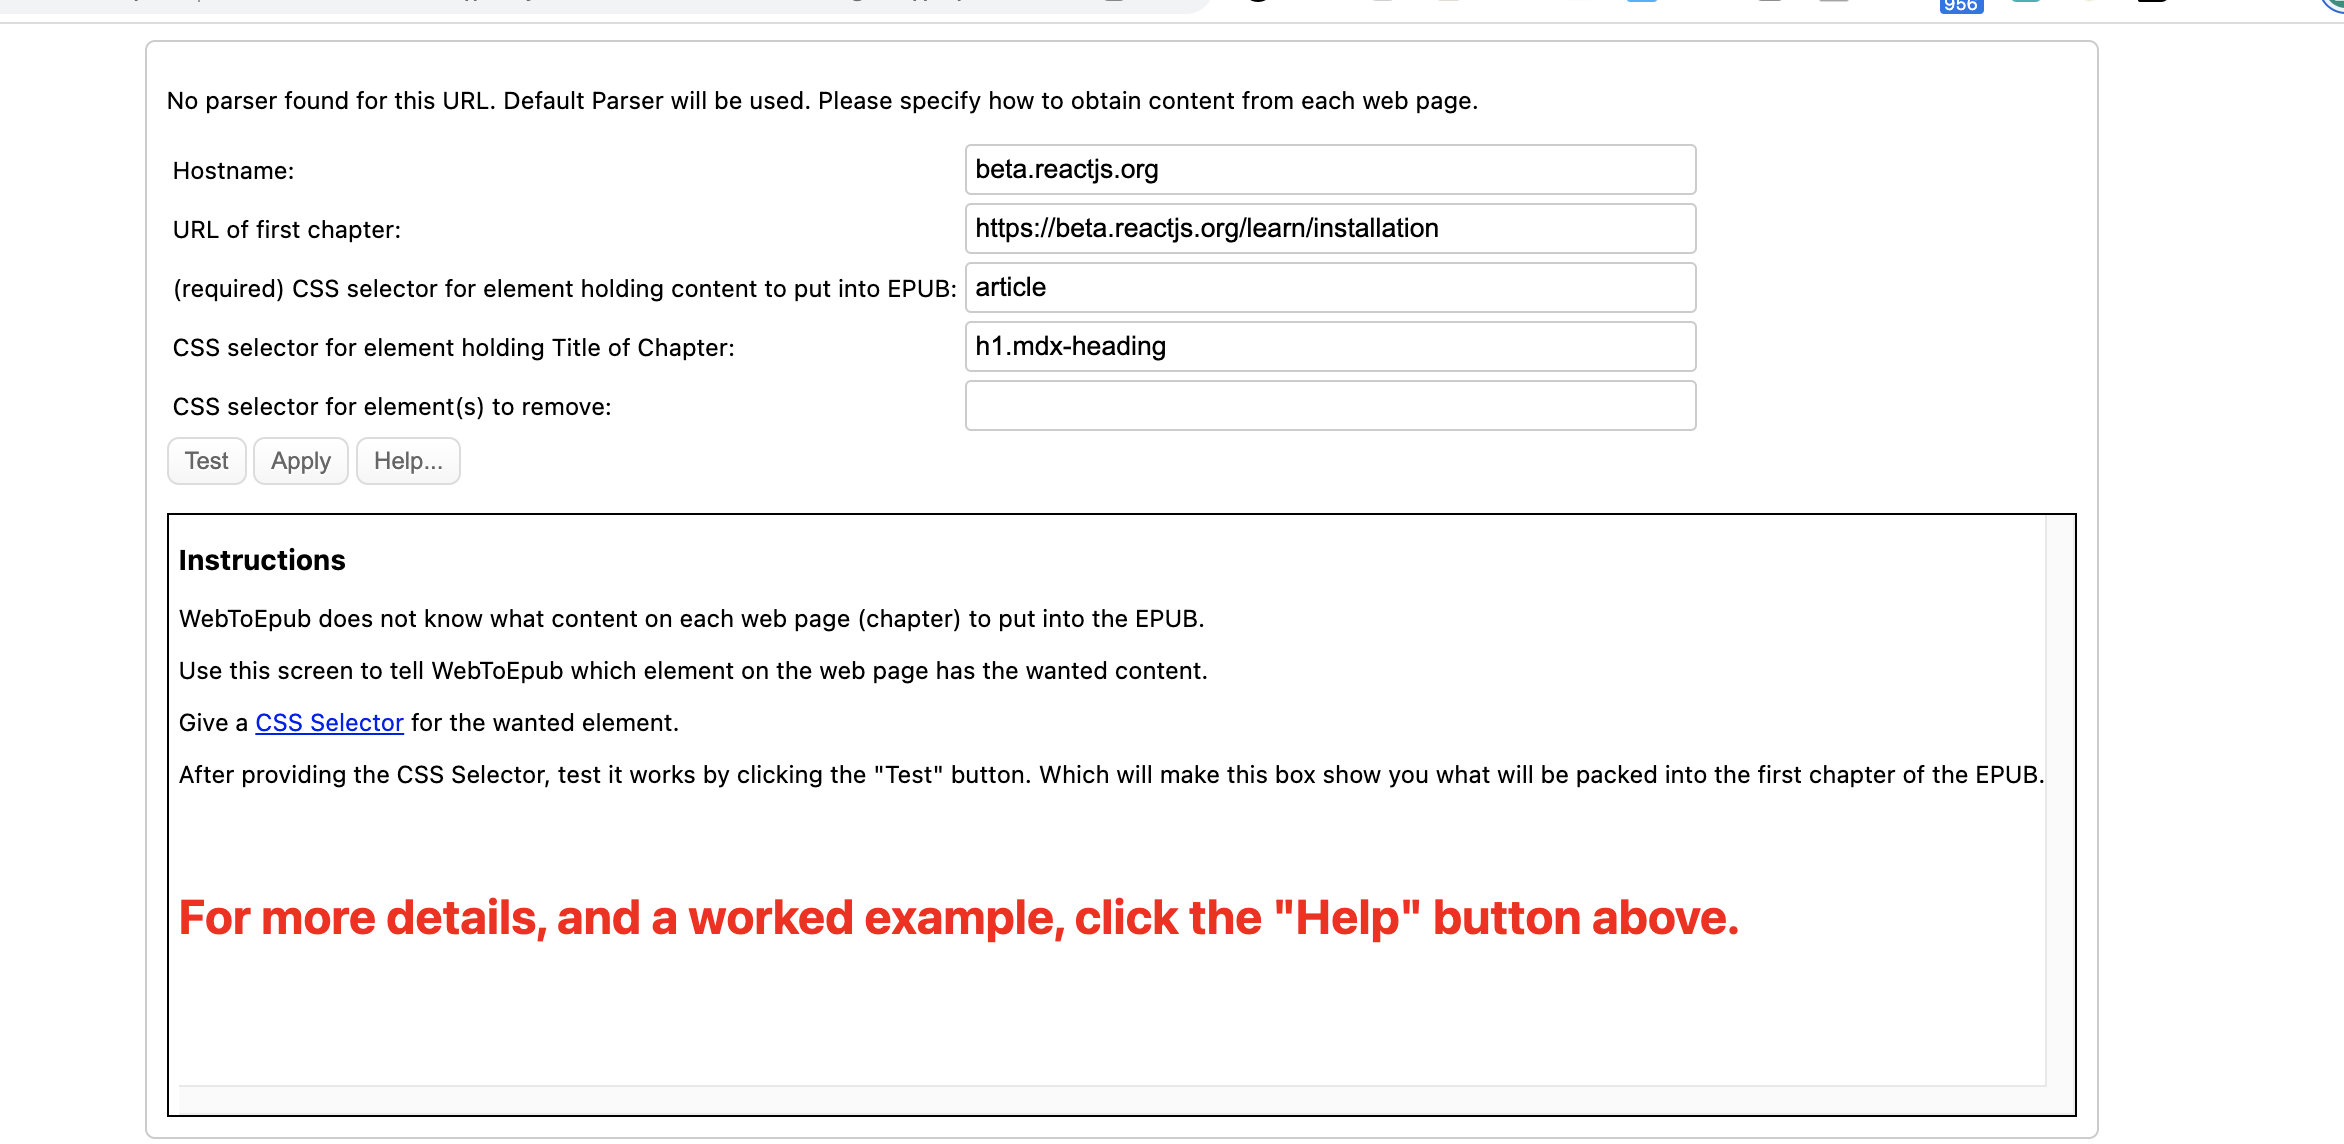 956
No parser found for this URL. Default Parser will be used. Please specify how to obtain content from each web page.
Hostname: beta.reactjs.org
URL of first chapter: https://beta.reactjs.org/learn/installation
(required) CSS selector for element holding content to put into EPUB: article
CSS selector for element holding Title of Chapter: h1.mdx-heading
CSS selector for element(s) to remove:
Test Apply Help...
Instructions
WebToEpub does not know what content on each web page (chapter) to put into the EPUB.
Use this screen to tell WebToEpub which element on the web page has the wanted content.
Give a CSS Selector for the wanted element.
After providing the CSS Selector, test it works by clicking the "Test" button. Which will make this box show you what will be packed into the first chapter of the EPUB.
For more details, and a worked example, click the "Help" button above.